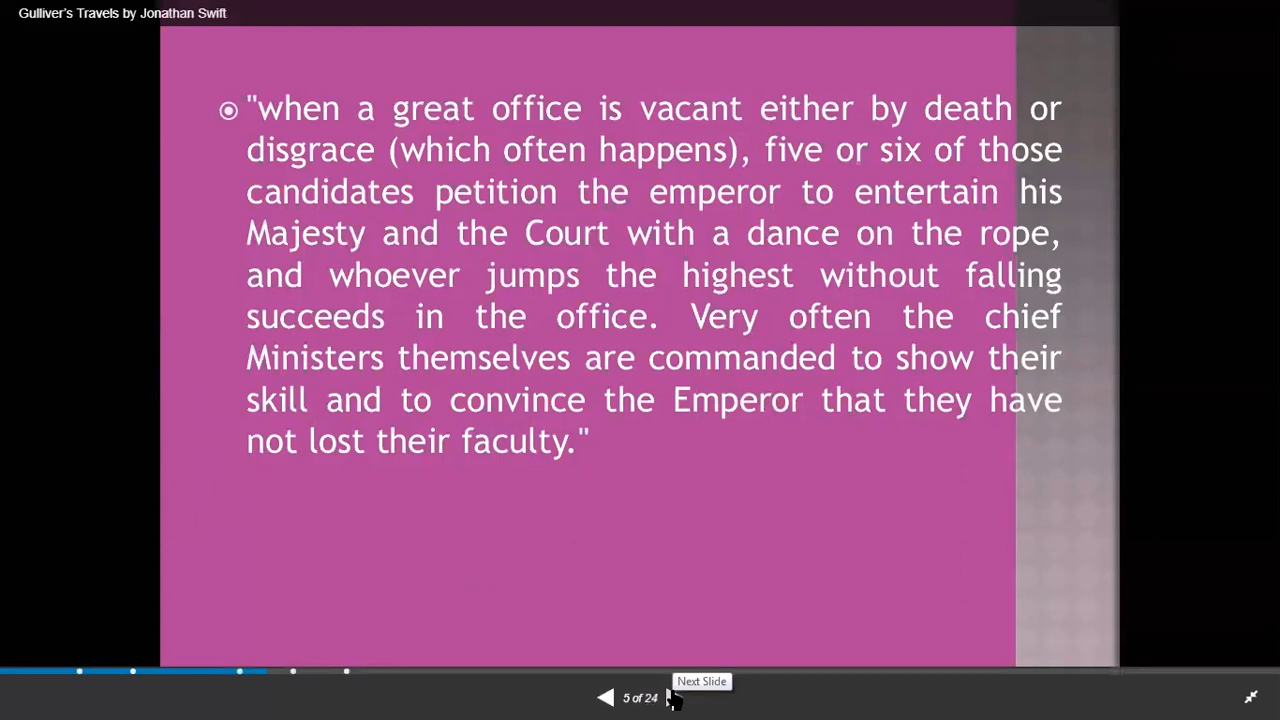 Gulliver's Travels by Jonathan Swift
"when a great office is vacant either by death or
disgrace (which often happens), five or six of those
candidates petition the emperor to entertain his
Majesty and the Court with a dance on the rope,
and whoever jumps the highest without falling
succeeds in the office. Very often the chief
Ministers themselves are commanded to show their
skill and to convince the Emperor that they have
not lost their faculty."
Next Slide
5 of 24